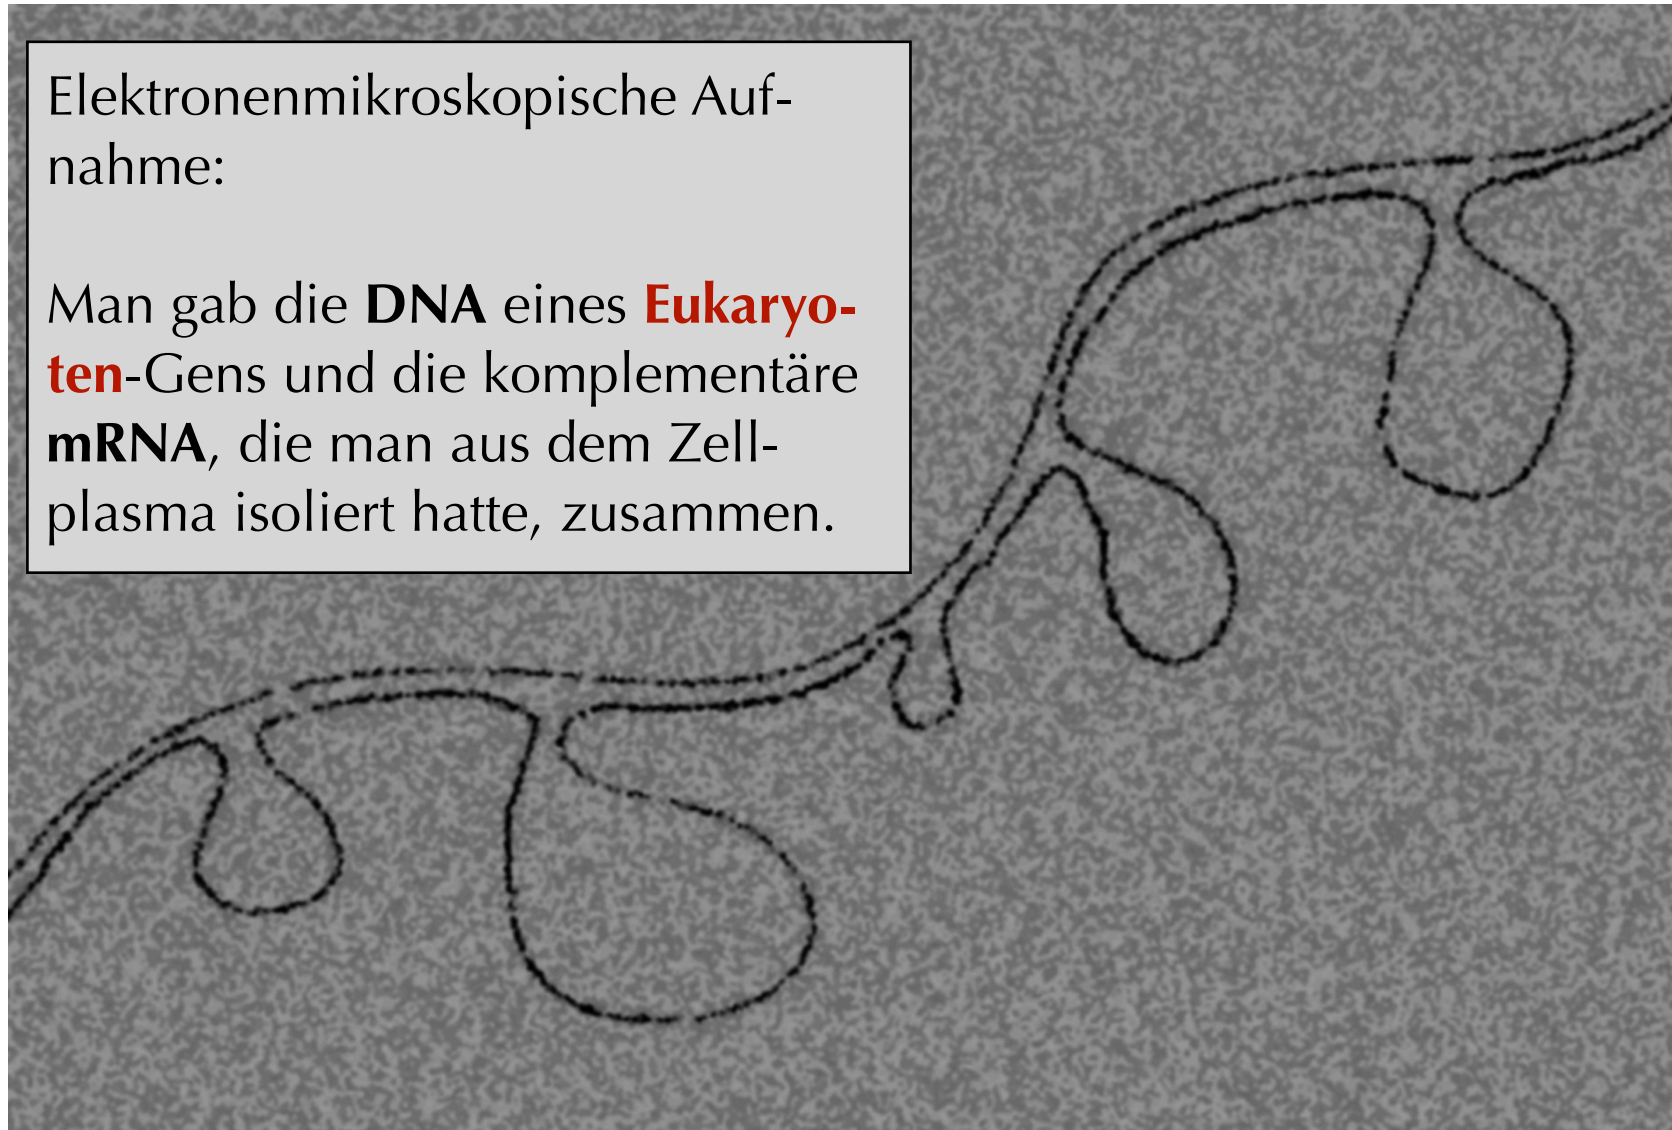 Elektronenmikroskopische Auf-
nahme:
Man gab die DNA eines Eukaryo-
ten-Gens und die komplementäre
mRNA, die man aus dem Zell-
plasma isoliert hatte, zusammen.